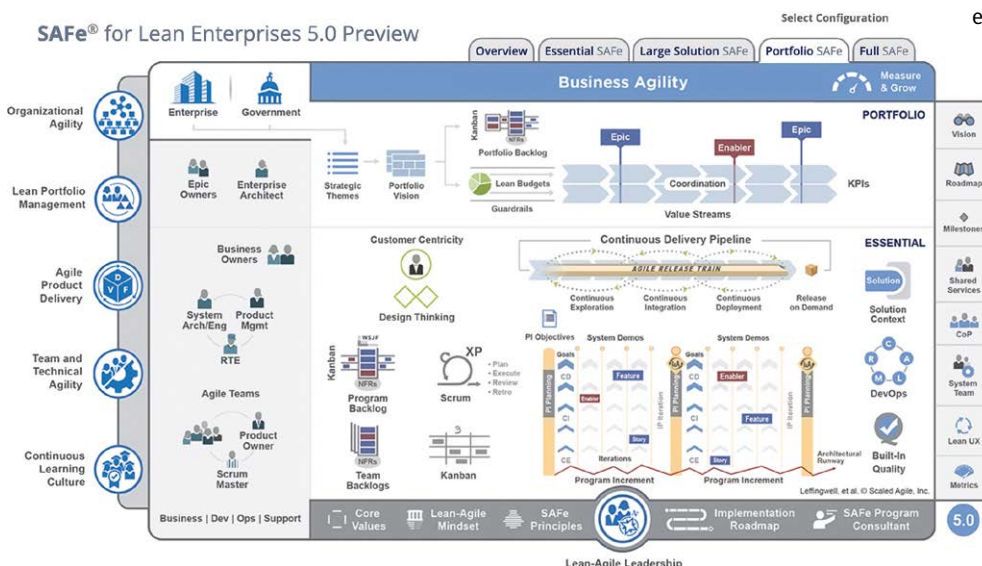 Select Configuration
e
SAFe® for Lean Enterprises 5.0 Preview
Overview
Essential SAFe
Large Solution SAFe
Portfolio SAFe
Full SAFe
Business Agility
Measure
& Grow
Organizational
Agility
Lean Portfolio
Management
Agile
Product
Delivery
D
V
F
Team and
Technical
Agility
Continuous
Learning
Culture
Enterprise
Government
Epic
Owners
Enterprise
Architect
Business
Owners
System
Arch/Eng
Product
Mgmt
RTE
Agile Teams
Product
Owner
Scrum
Master
Business | Dev | Ops | Support
PORTFOLIO
Strategic
Themes
Portfolio
Vision
Kanban
NFRs
Portfolio Backlog
Lean Budgets
Guardrails
Epic
Enabler
Epic
Coordination
KPIs
Value Streams
ESSENTIAL
Customer Centricity
Design Thinking
Continuous Delivery Pipeline
AGILE RELEASE TRAIN
Continuous
Exploration
Continuous
Integration
Continuous
Deployment
Release
on Demand
Solution
Solution
Context
Kanban
WSJF
NFRs
Program
Backlog
XP
Scrum
• Plan
• Execute
• Review
• Retro
NFRs
Team
Backlogs
Kanban
PI Objectives
System Demos
System Demos
Goals
Goals
PI Planning
PI Planning
PI Planning
CD
CI
CE
CD
CI
CE
Feature
Enabler
Story
Enabler
Feature
Story
I&A
I&A
IP Iteration
IP Iteration
Iterations
Program Increment
Program Increment
Architectural
Runway
C
A
L
M
R
DevOps
Built-In
Quality
Leffingwell, et al. © Scaled Agile, Inc.
Vision
Roadmap
Milestones
Shared
Services
CoP
System
Team
Lean UX
Metrics
5.0
Core
Values
Lean-Agile
Mindset
SAFe
Principles
Implementation
Roadmap
SAFe Program
Consultant
Lean-Agile Leadership